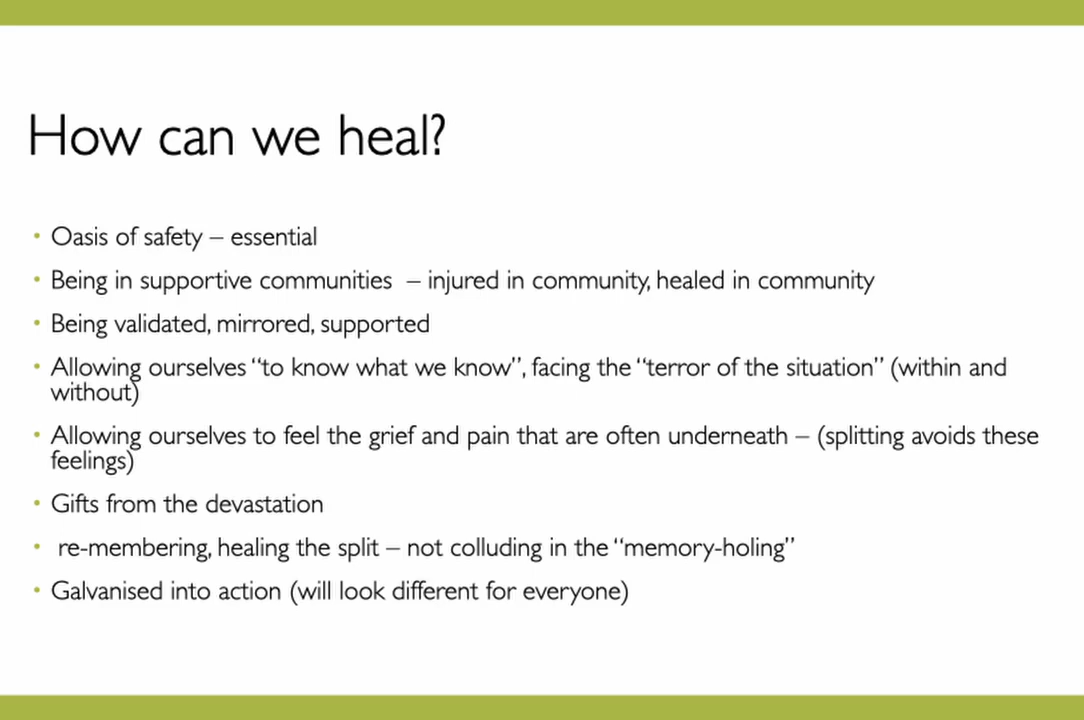 How can we heal?
• Oasis of safety – essential
• Being in supportive communities  – injured in community, healed in community
• Being validated, mirrored, supported
• Allowing ourselves “to know what we know”, facing the “terror of the situation” (within and
without)
• Allowing ourselves to feel the grief and pain that are often underneath – (splitting avoids these
feelings)
• Gifts from the devastation
•  re-membering, healing the split – not colluding in the “memory-holing”
• Galvanised into action (will look different for everyone)